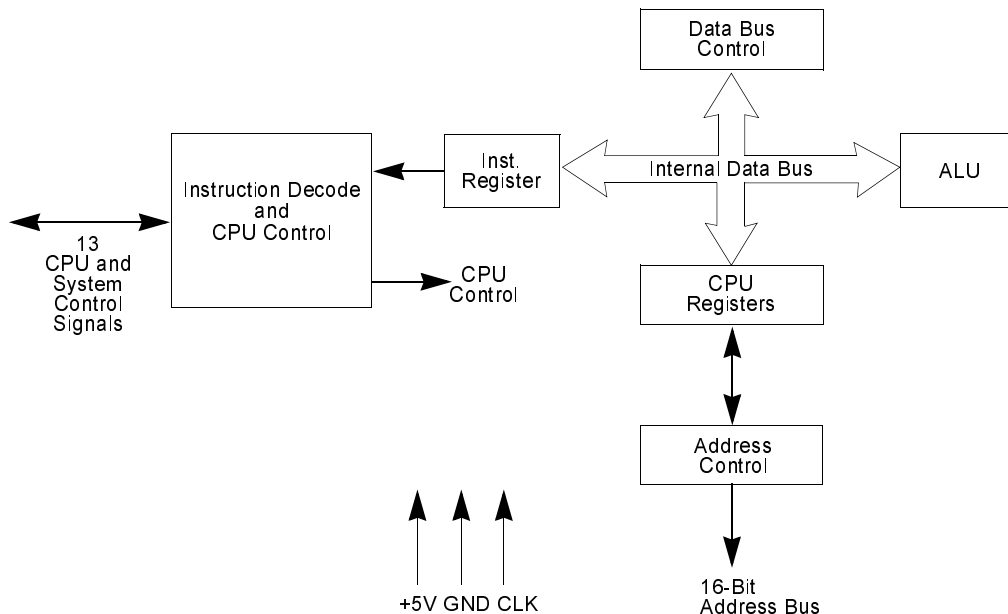 Data Bus
Control
Inst.
Register
Internal Data Bus
ALU
Instruction Decode
and
CPU Control
13
CPU and
System
Control
Signals
CPU
Control
CPU
Registers
Address
Control
+5V GND CLK
16-Bit
Address Bus